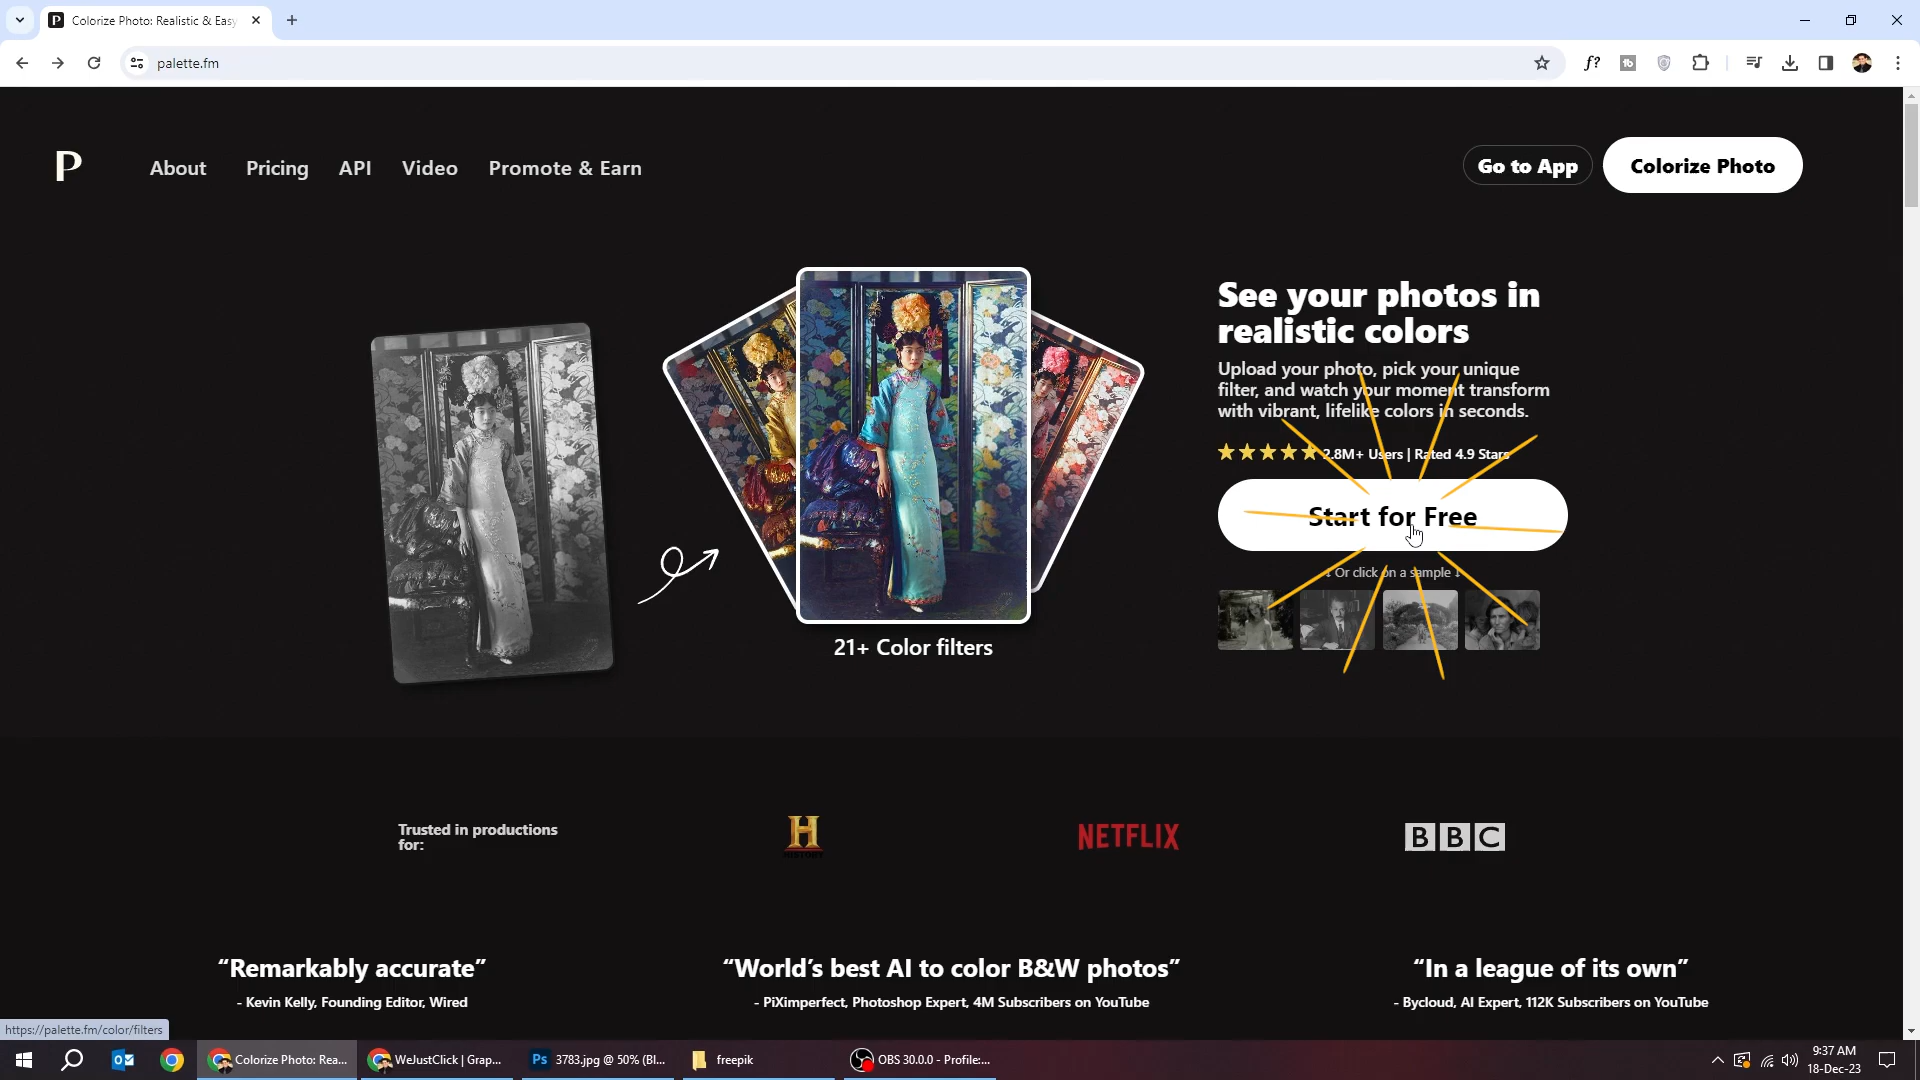 Colorize Photo: Realistic & Easy
palette.fm
f?
P
About
Pricing
API
Video
Promote & Earn
Go to App
Colorize Photo
See your photos in
realistic colors
Upload your photo, pick your unique
filter, and watch your moment transform
with vibrant, lifelike colors in seconds.
2.8M+ Users | Rated 4.9 Stars
Start for Free
↓ Or click on a sample ↓
21+ Color filters
Trusted in productions
for:
H
HISTORY
NETFLIX
BBC
“Remarkably accurate”
- Kevin Kelly, Founding Editor, Wired
“World’s best AI to color B&W photos”
- PiXimperfect, Photoshop Expert, 4M Subscribers on YouTube
“In a league of its own”
- Bycloud, AI Expert, 112K Subscribers on YouTube
https://palette.fm/color/filters
Colorize Photo: Rea...
WeJustClick | Grap...
Ps
3783.jpg @ 50% (Bl...
freepik
OBS 30.0.0 - Profile:...
9:37 AM
18-Dec-23